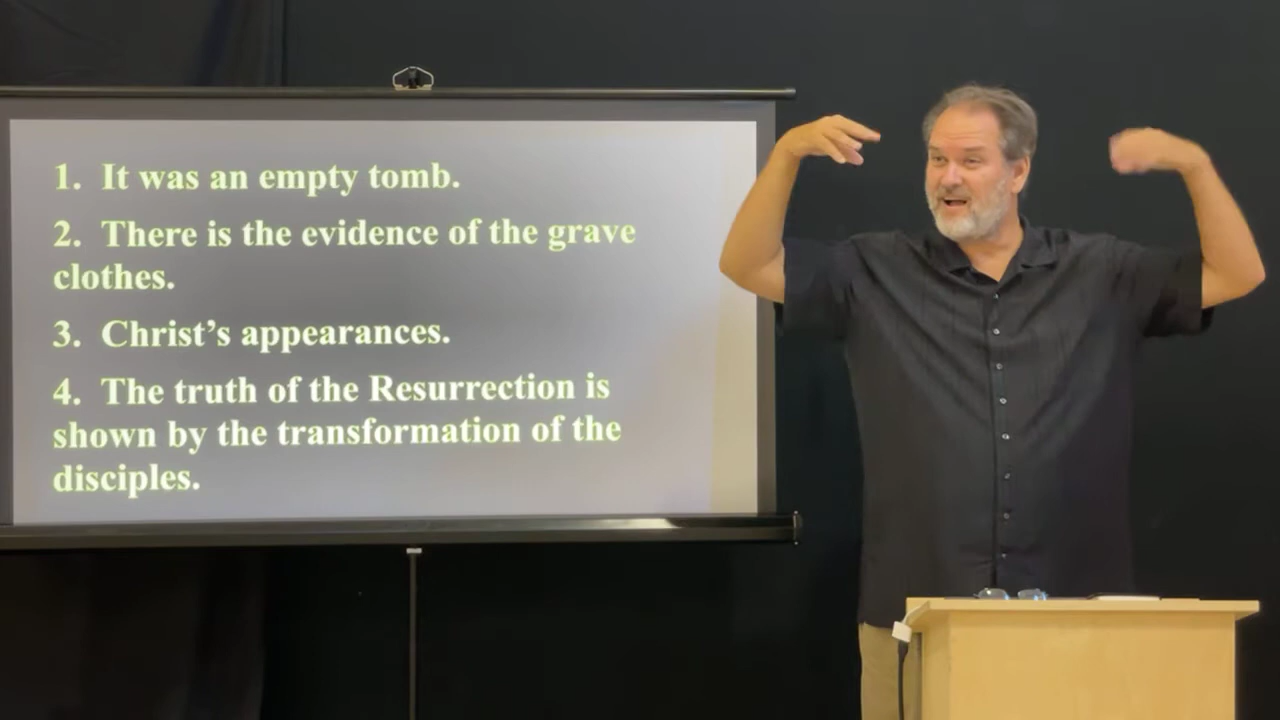 1. It was an empty tomb.
2. There is the evidence of the grave
clothes.
3. Christ’s appearances.
4. The truth of the Resurrection is
shown by the transformation of the
disciples.